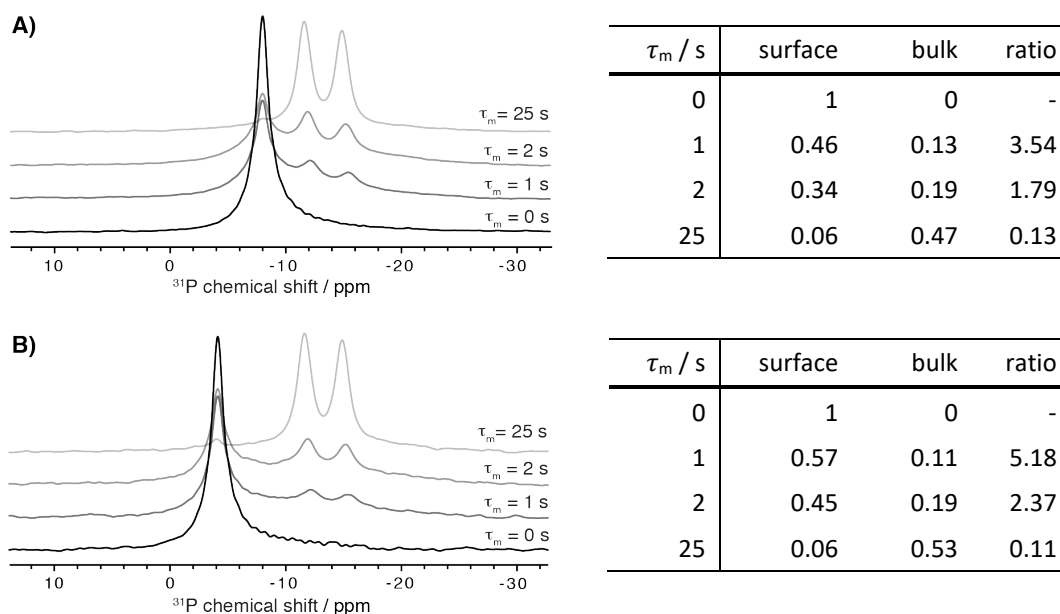 A)
τm= 25 s
τm = 2 s
τm = 1 s
τm = 0 s
10 0 -10 -20 -30
31P chemical shift / ppm
τm / s surface bulk ratio
0 1 0 -
1 0.46 0.13 3.54
2 0.34 0.19 1.79
25 0.06 0.47 0.13
B)
τm= 25 s
τm = 2 s
τm = 1 s
τm = 0 s
10 0 -10 -20 -30
31P chemical shift / ppm
τm / s surface bulk ratio
0 1 0 -
1 0.57 0.11 5.18
2 0.45 0.19 2.37
25 0.06 0.53 0.11